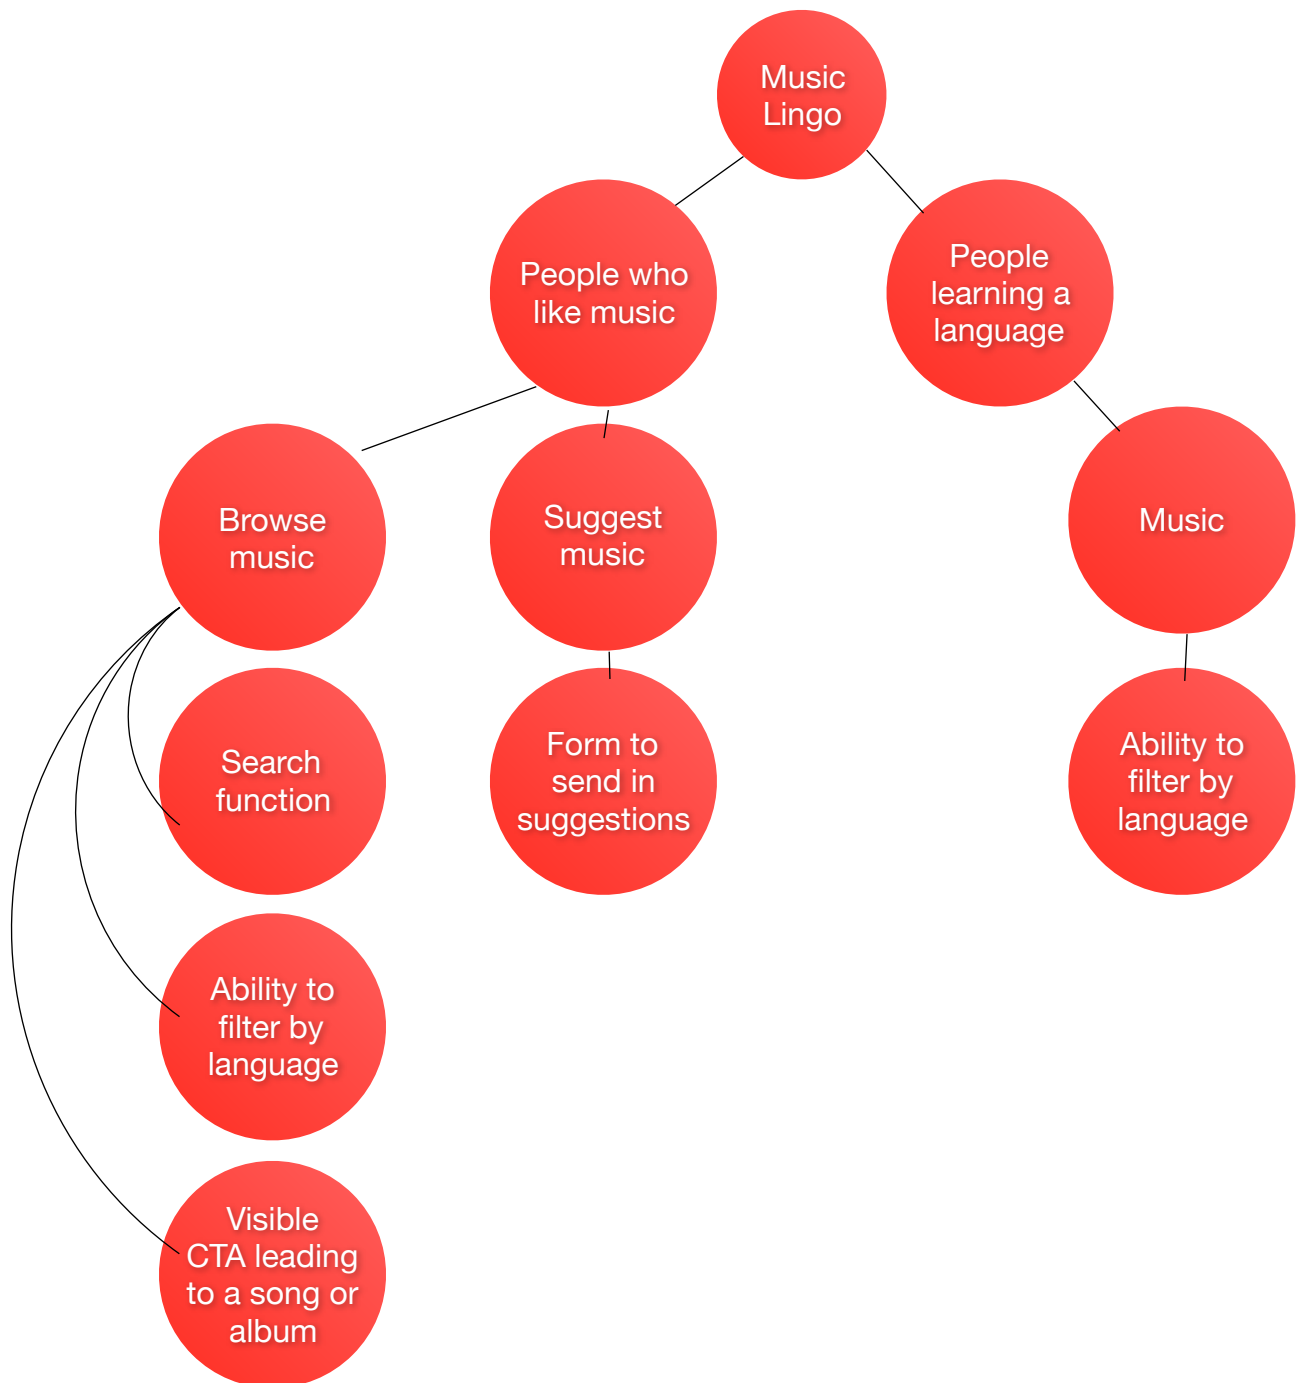 Music
Lingo
People who
like music
People
learning a
language
Browse
music
Suggest
music
Music
Search
function
Form to
send in
suggestions
Ability to
filter by
language
Ability to
filter by
language
Visible
CTA leading
to a song or
album